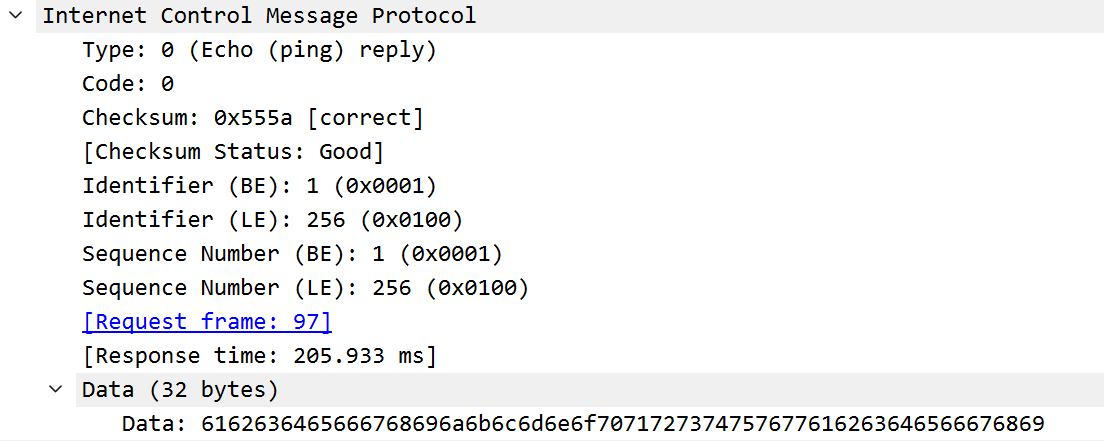 Internet Control Message Protocol
Type: 0 (Echo (ping) reply)
Code: 0
Checksum: 0x555a [correct]
[Checksum Status: Good]
Identifier (BE): 1 (0x0001)
Identifier (LE): 256 (0x0100)
Sequence Number (BE): 1 (0x0001)
Sequence Number (LE): 256 (0x0100)
[Request frame: 97]
[Response time: 205.933 ms]
Data (32 bytes)
Data: 6162636465666768696a6b6c6d6e6f7071727374757677616263646566676869